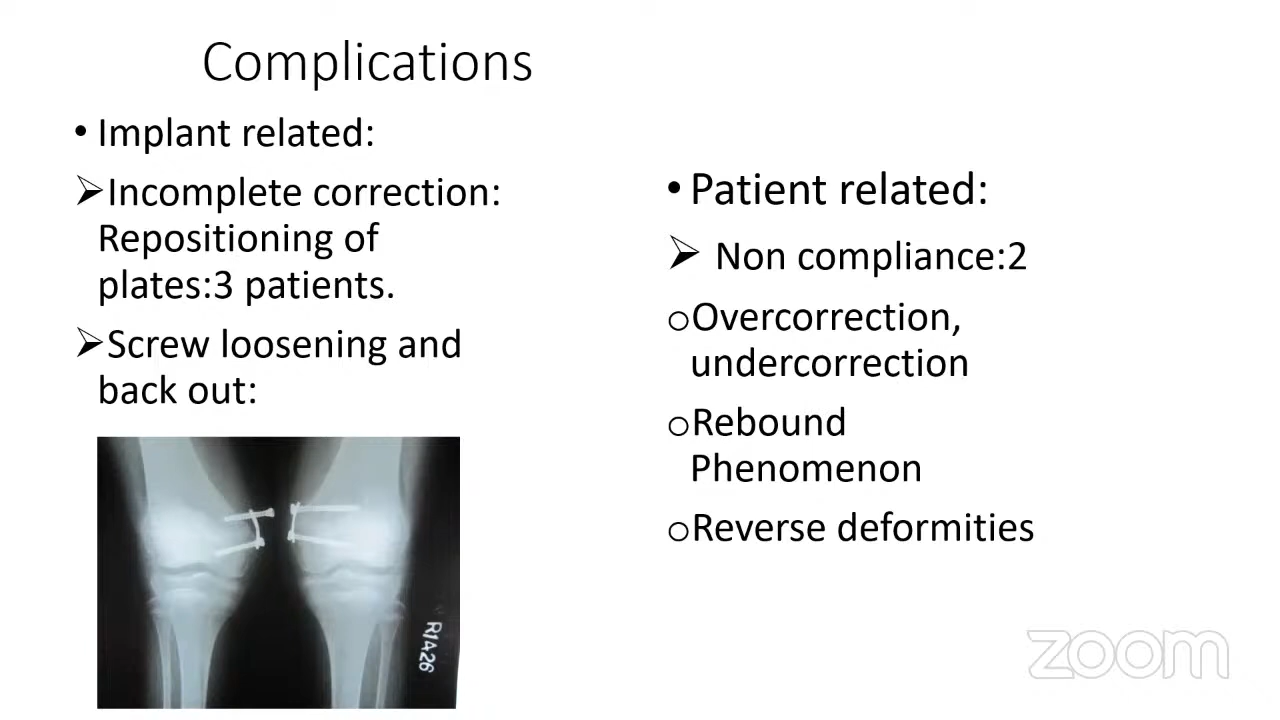 Complications
• Implant related:
➢Incomplete correction:
Repositioning of
plates:3 patients.
➢Screw loosening and
back out:
R1426
• Patient related:
➢ Non compliance:2
oOvercorrection,
undercorrection
oRebound
Phenomenon
oReverse deformities
zoom